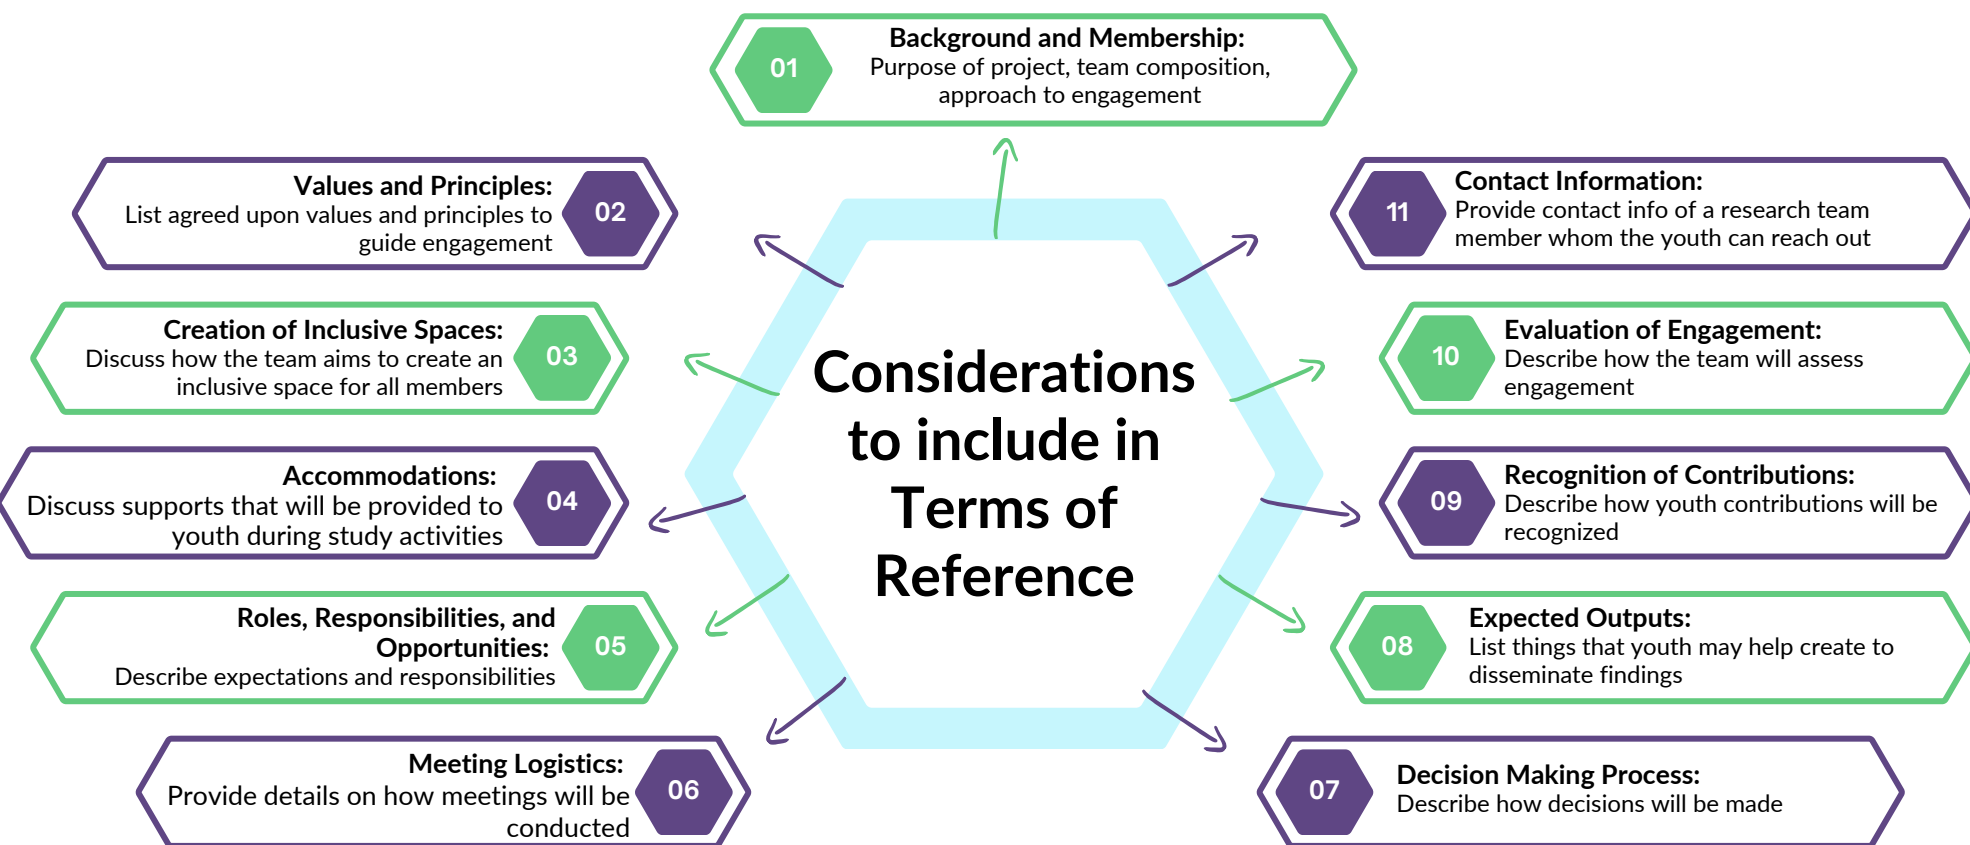 01
Background and Membership:
Purpose of project, team composition,
approach to engagement
Values and Principles:
List agreed upon values and principles to
guide engagement
02
Creation of Inclusive Spaces:
Discuss how the team aims to create an
inclusive space for all members
03
Accommodations:
Discuss supports that will be provided to
youth during study activities
04
Roles, Responsibilities, and
Opportunities:
Describe expectations and responsibilities
05
Meeting Logistics:
Provide details on how meetings will be
conducted
06
Considerations
to include in
Terms of
Reference
07
Decision Making Process:
Describe how decisions will be made
08
Expected Outputs:
List things that youth may help create to
disseminate findings
09
Recognition of Contributions:
Describe how youth contributions will be
recognized
10
Evaluation of Engagement:
Describe how the team will assess
engagement
11
Contact Information:
Provide contact info of a research team
member whom the youth can reach out